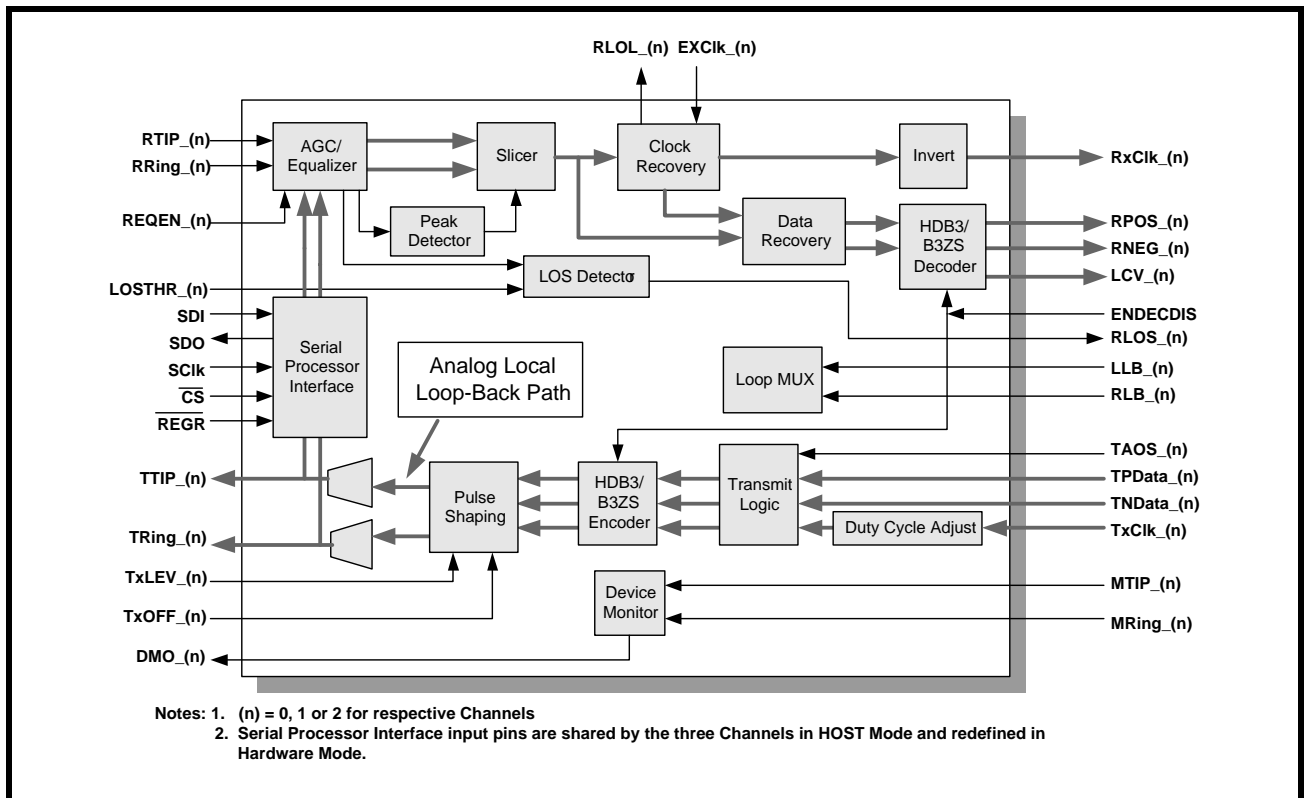 RLOL_(n) EXClk_(n)
RTIP_(n)
RRing_(n)
REQEN_(n)
LOSTHR_(n)
SDI
SDO
SClk
CS
REGR
TTIP_(n)
TRing_(n)
TxLEV_(n)
TxOFF_(n)
DMO_(n)
AGC/
Equalizer
Slicer
Clock
Recovery
Invert
Peak
Detector
Data
Recovery
HDB3/
B3ZS
Decoder
LOS Detector
Serial
Processor
Interface
Analog Local
Loop-Back Path
Loop MUX
Pulse
Shaping
HDB3/
B3ZS
Encoder
Transmit
Logic
Duty Cycle Adjust
Device
Monitor
RxClk_(n)
RPOS_(n)
RNEG_(n)
LCV_(n)
ENDECDIS
RLOS_(n)
LLB_(n)
RLB_(n)
TAOS_(n)
TPData_(n)
TNData_(n)
TxClk_(n)
MTIP_(n)
MRing_(n)
Notes: 1. (n) = 0, 1 or 2 for respective Channels
2. Serial Processor Interface input pins are shared by the three Channels in HOST Mode and redefined in
Hardware Mode.